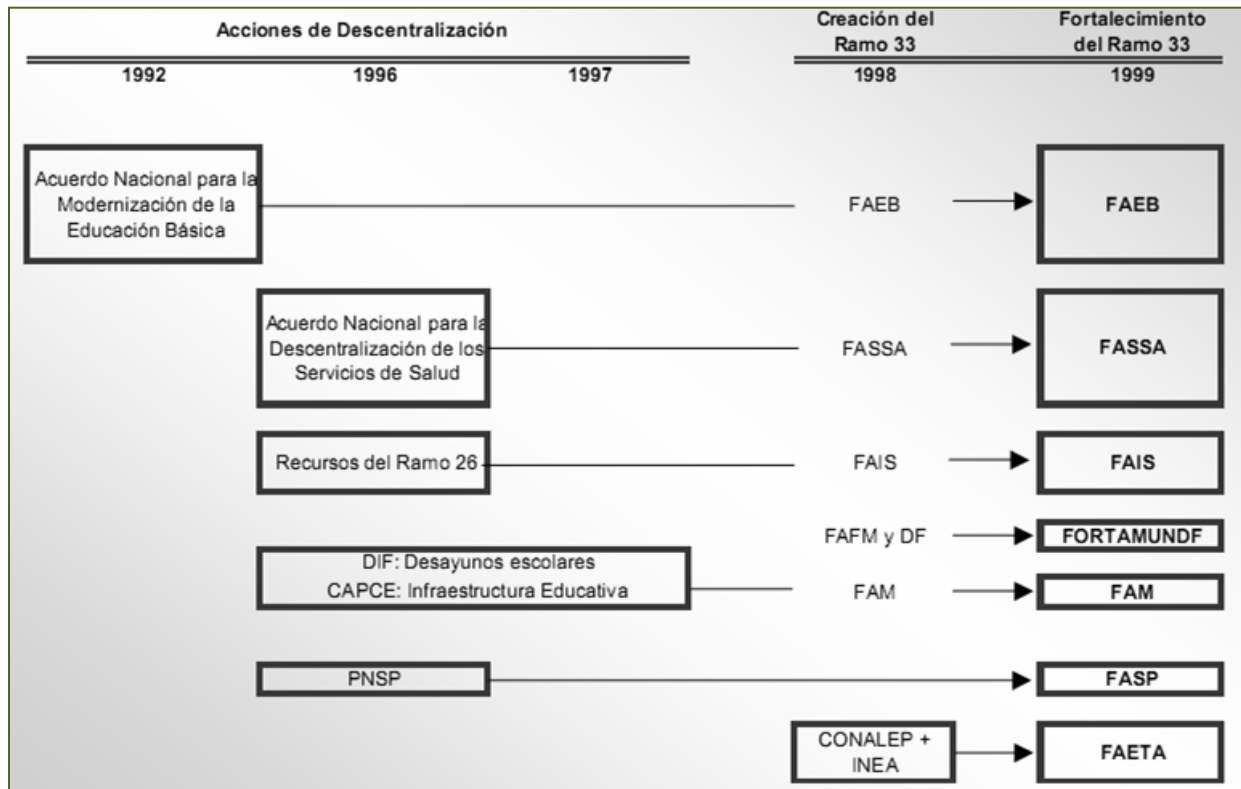 Acciones de Descentralización
Creación del
Ramo 33
Fortalecimiento
del Ramo 33
1992
1996
1997
1998
1999
Acuerdo Nacional para la
Modernización de la
Educación Básica
FAEB
FAEB
Acuerdo Nacional para la
Descentralización de los
Servicios de Salud
FASSA
FASSA
Recursos del Ramo 26
FAIS
FAIS
FAFM y DF
FORTAMUNDF
DIF: Desayunos escolares
CAPCE: Infraestructura Educativa
FAM
FAM
PNSP
FASP
CONALEP +
INEA
FAETA